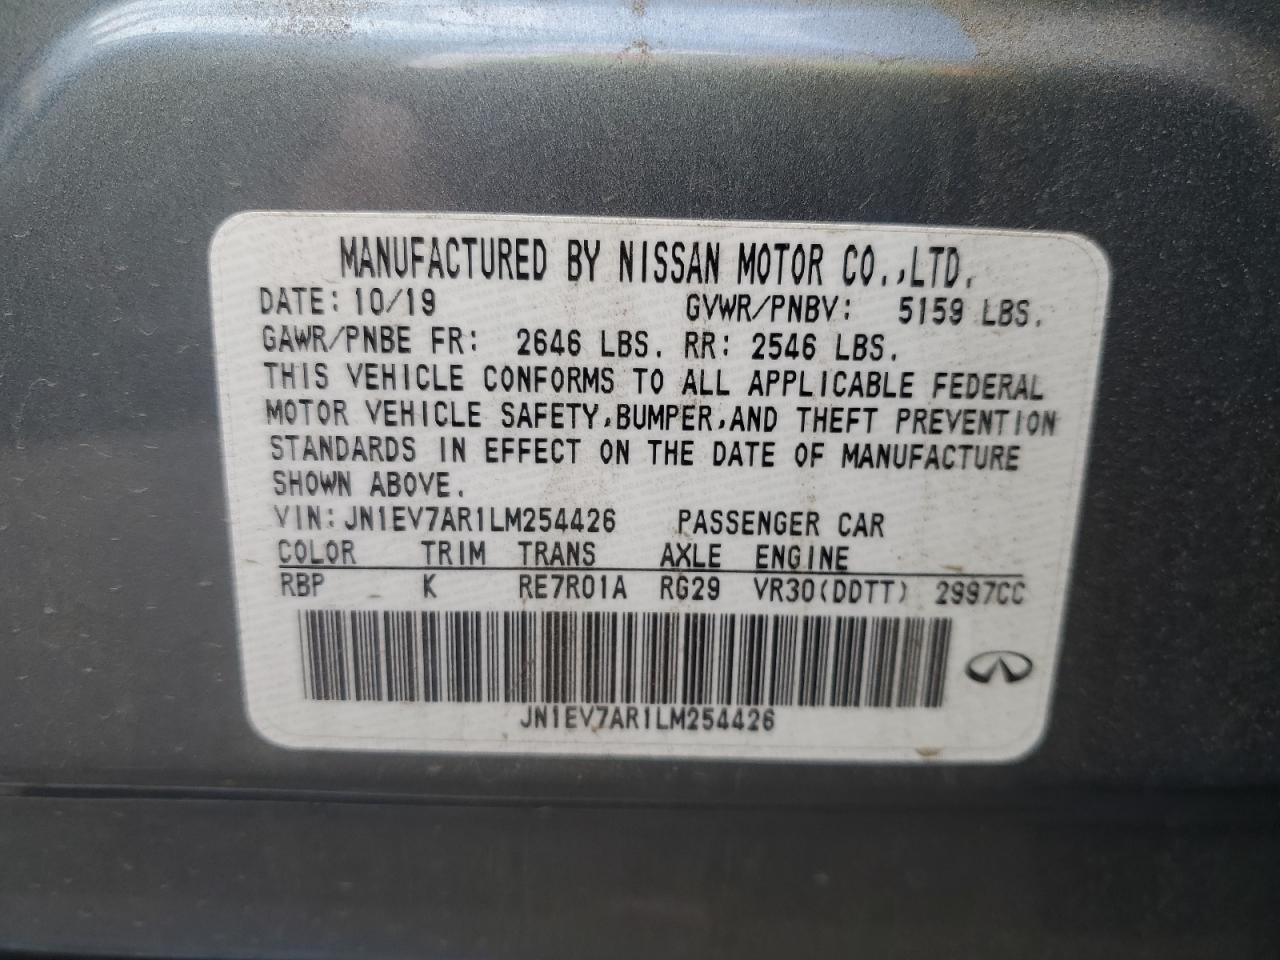 MANUFACTURED BY NISSAN MOTOR CO.,LTD.
DATE: 10/19 GVWR/PNBV: 5159 LBS.
GAWR/PNBE FR: 2646 LBS. RR: 2546 LBS.
THIS VEHICLE CONFORMS TO ALL APPLICABLE FEDERAL
MOTOR VEHICLE SAFETY,BUMPER,AND THEFT PREVENTION
STANDARDS IN EFFECT ON THE DATE OF MANUFACTURE
SHOWN ABOVE.
VIN:JN1EV7AR1LM254426 PASSENGER CAR
COLOR TRIM TRANS AXLE ENGINE
RBP K RE7R01A RG29 VR30(DDTT) 2997CC
JN1EV7AR1LM254426